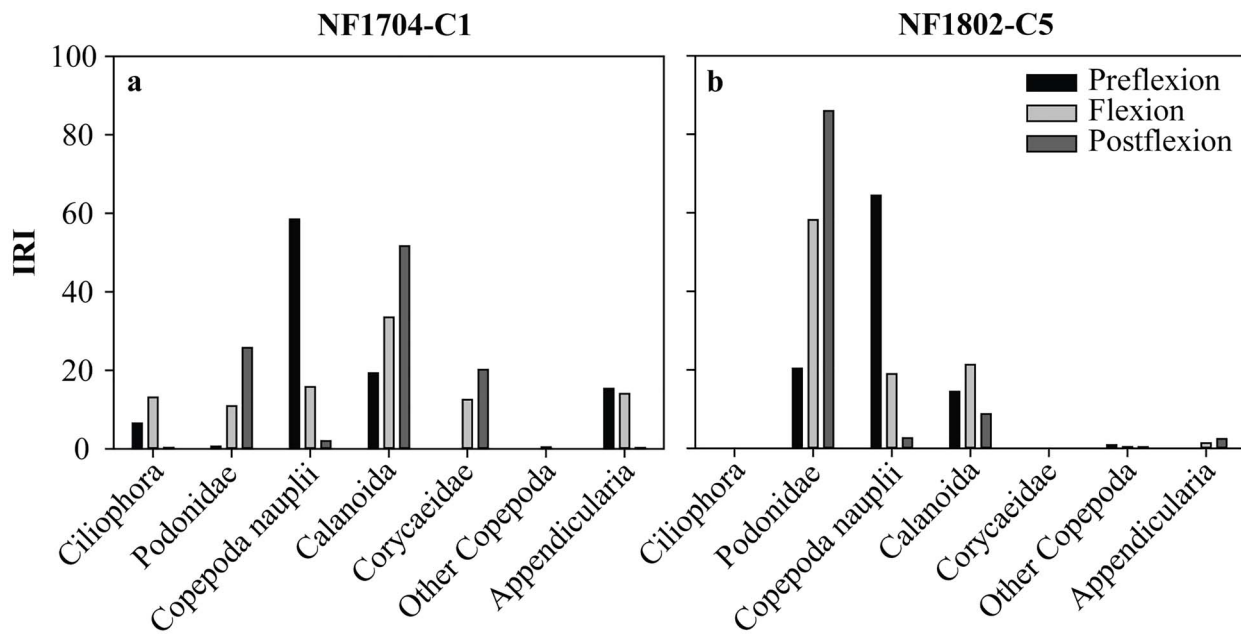 NF1704-C1
NF1802-C5
100
80
60
40
20
0
IRI
a
b
Preflexion
Flexion
Postflexion
Ciliophora
Podonidae
Copepoda nauplii
Calanoida
Corycaeidae
Other Copepoda
Appendicularia
Ciliophora
Podonidae
Copepoda nauplii
Calanoida
Corycaeidae
Other Copepoda
Appendicularia